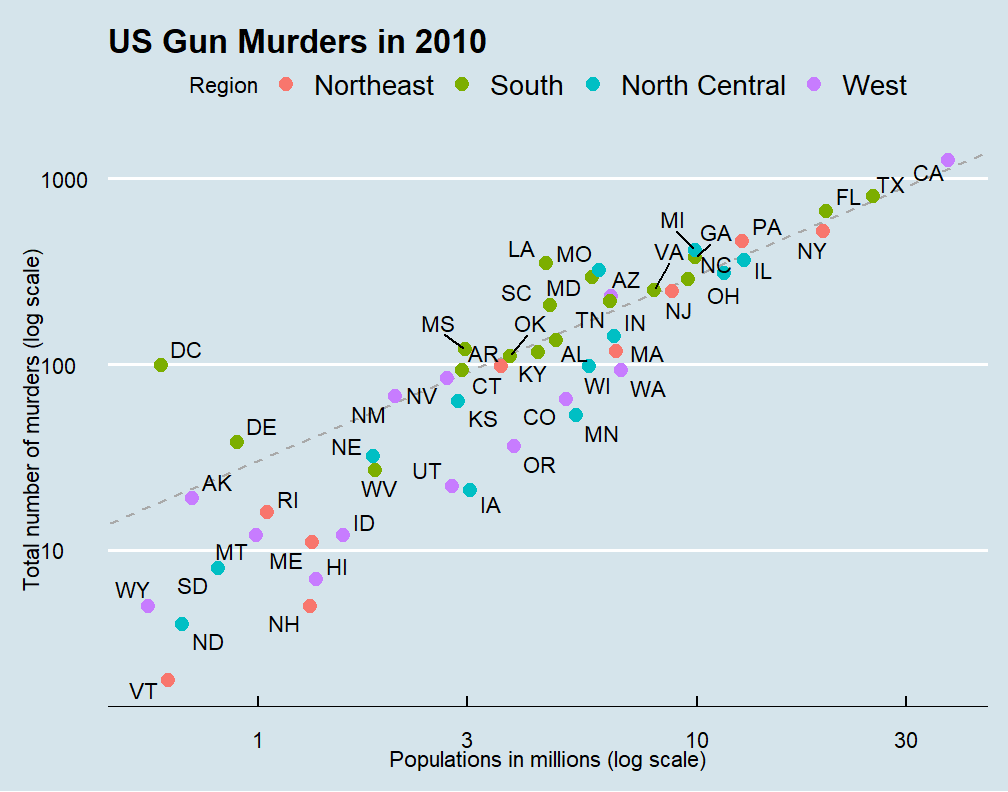 US Gun Murders in 2010
Region Northeast South North Central West
Total number of murders (log scale)
1000
100
10
CA
TX
FL
PA
NY
MI
GA
VA
NC
IL
OH
NJ
LA
MO
MD
AZ
SC
TN
IN
MS
OK
AR
AL
MA
KY
WI
WA
CT
DC
NV
NM
KS
CO
MN
DE
NE
OR
WV
UT
IA
AK
RI
ID
MT
ME
HI
SD
WY
NH
ND
VT
1 3 10 30
Populations in millions (log scale)